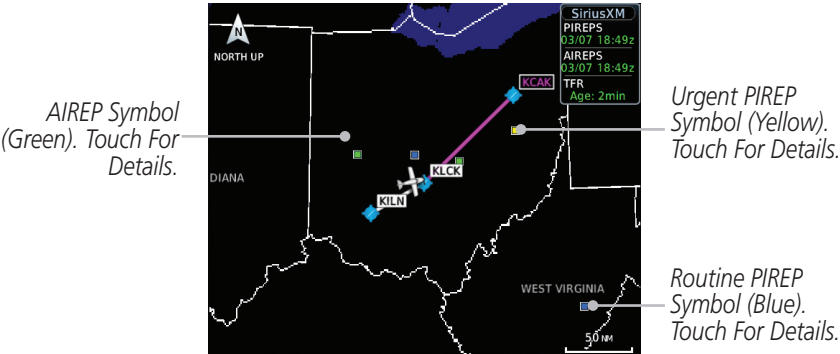 SiriusXM
PIREPS
03/07 18:49z
AIREPS
03/07 18:49z
TFR
Age: 2min
N
NORTH UP
KCAK
AIREP Symbol
(Green). Touch For
Details.
Urgent PIREP
Symbol (Yellow).
Touch For Details.
KLCK
DIANA
KILN
WEST VIRGINIA
Routine PIREP
Symbol (Blue).
Touch For Details.
50 NM